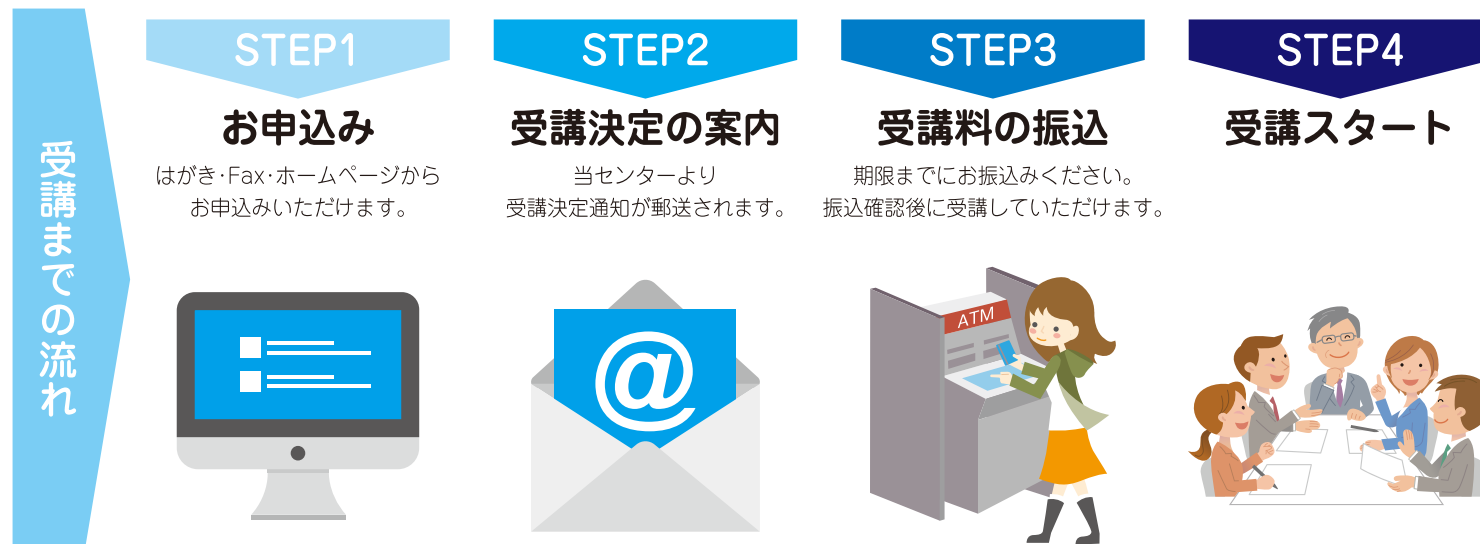 受講までの流れ
STEP1
お申込み
はがき・Fax・ホームページから
お申込みいただけます。
STEP2
受講決定の案内
当センターより
受講決定通知が郵送されます。
@
STEP3
受講料の振込
期限までにお振込みください。
振込確認後に受講していただけます。
ATM
STEP4
受講スタート